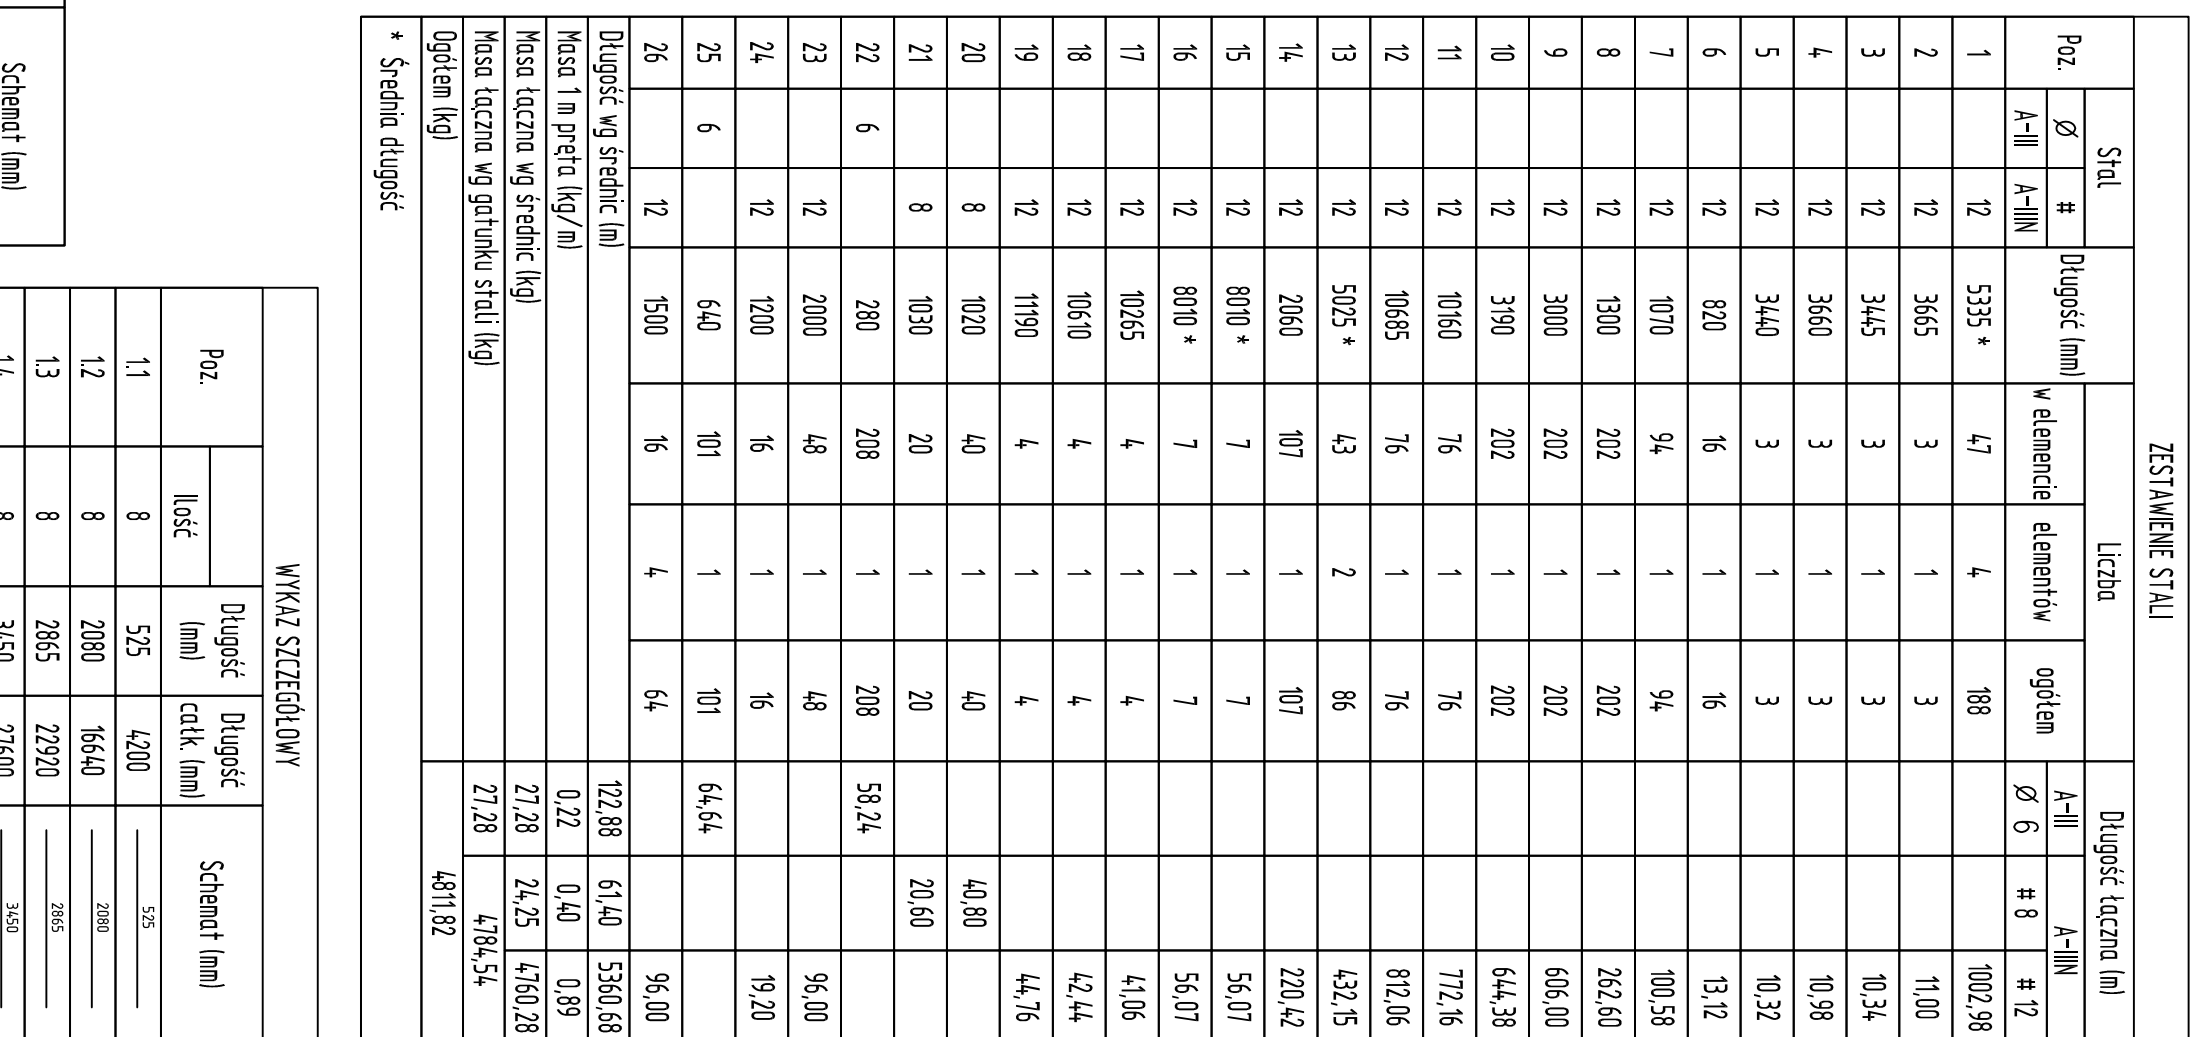 ZESTAWIENIE STALI
Poz. Stal Długość (mm) Liczba Długość łączna (m)
Ø # w elemencie elementów ogółem A-III A-IIIN
A-III A-IIIN Ø 6 # 8 # 12
1 12 5335 * 47 4 188 1002,98
2 12 3665 3 1 3 11,00
3 12 3445 3 1 3 10,34
4 12 3660 3 1 3 10,98
5 12 3440 3 1 3 10,32
6 12 820 16 1 16 13,12
7 12 1070 94 1 94 100,58
8 12 1300 202 1 202 262,60
9 12 3000 202 1 202 606,00
10 12 3190 202 1 202 644,38
11 12 10160 76 1 76 772,16
12 12 10685 76 1 76 812,06
13 12 5025 * 43 2 86 432,15
14 12 2060 107 1 107 220,42
15 12 8010 * 7 1 7 56,07
16 12 8010 * 7 1 7 56,07
17 12 10265 4 1 4 41,06
18 12 10610 4 1 4 42,44
19 12 11190 4 1 4 44,76
20 8 1020 40 1 40 40,80
21 8 1030 20 1 20 20,60
22 6 280 208 1 208 58,24
23 12 2000 48 1 48 96,00
24 12 1200 16 1 16 19,20
25 6 640 101 1 101 64,64
26 12 1500 16 4 64 96,00
Długość wg średnic (m) 122,88 61,40 5360,68
Masa 1 m pręta (kg/m) 0,22 0,40 0,89
Masa łączna wg średnic (kg) 27,28 24,25 4760,28
Masa łączna wg gatunku stali (kg) 27,28 4784,54
Ogółem (kg) 4811,82
* Średnia długość
WYKAZ SZCZEGÓŁOWY
Poz. Ilość Długość (mm) Długość całk. (mm) Schemat (mm)
1.1 8 525 4200 525
1.2 8 2080 16640 2080
1.3 8 2865 22920 2865
1.4 8 3450 27600 3450
Schemat (mm)